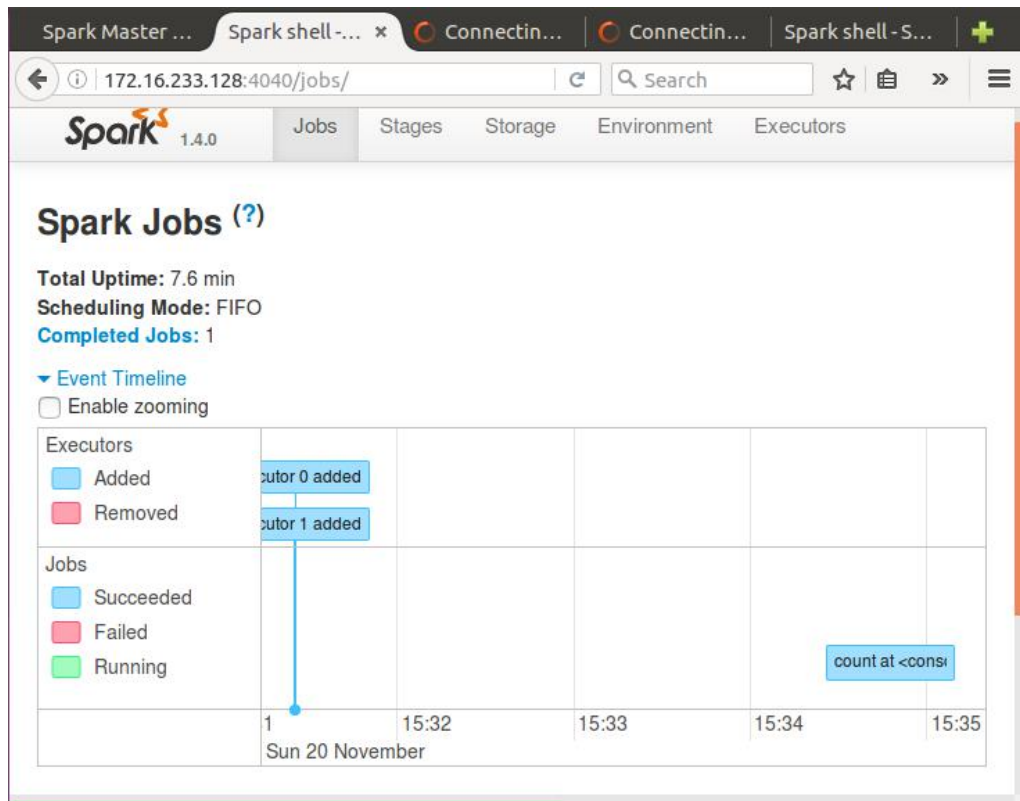 Spark Master ... Spark shell -... × Connectin... Connectin... Spark shell - S...
172.16.233.128:4040/jobs/ Search
Spark 1.4.0 Jobs Stages Storage Environment Executors
Spark Jobs (?)
Total Uptime: 7.6 min
Scheduling Mode: FIFO
Completed Jobs: 1
Event Timeline
Enable zooming
Executors
Added
Removed
cutor 0 added
cutor 1 added
Jobs
Succeeded
Failed
Running
count at <conso
1 15:32 15:33 15:34 15:35
Sun 20 November